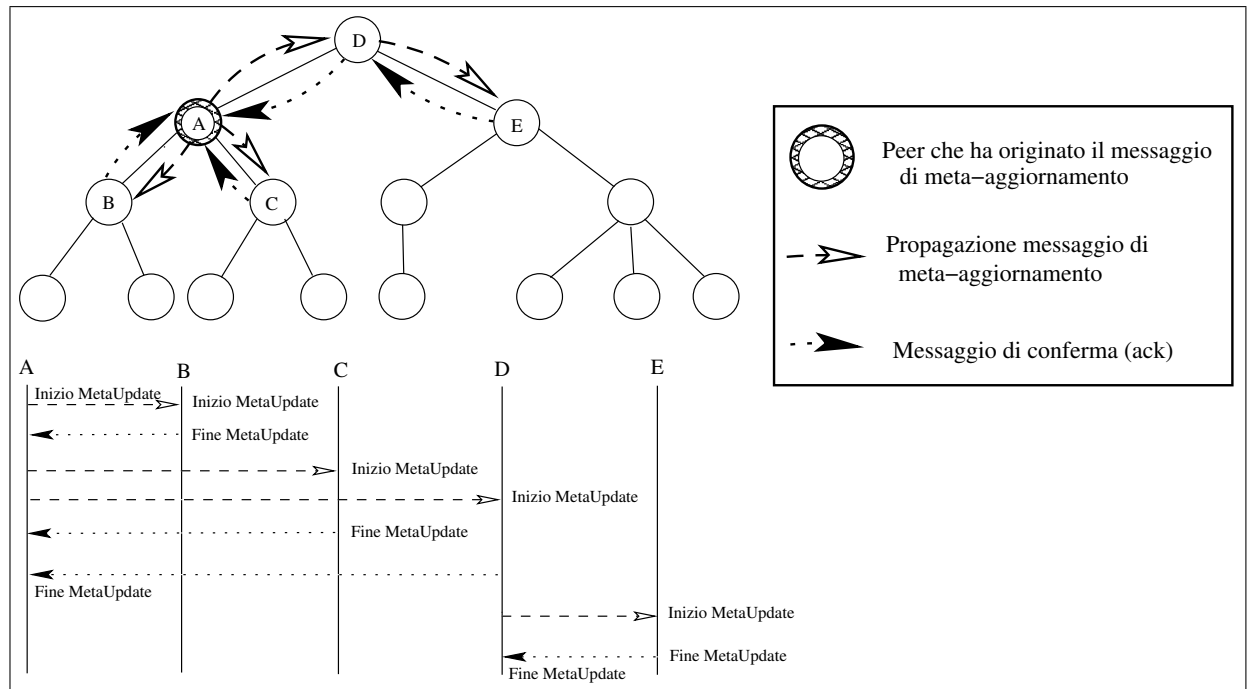 D
A
E
B
C
Peer che ha originato il messaggio
di meta−aggiornamento
Propagazione messaggio di
meta−aggiornamento
Messaggio di conferma (ack)
A
B
C
D
E
Inizio MetaUpdate
Inizio MetaUpdate
Fine MetaUpdate
Inizio MetaUpdate
Inizio MetaUpdate
Fine MetaUpdate
Fine MetaUpdate
Inizio MetaUpdate
Fine MetaUpdate
Fine MetaUpdate